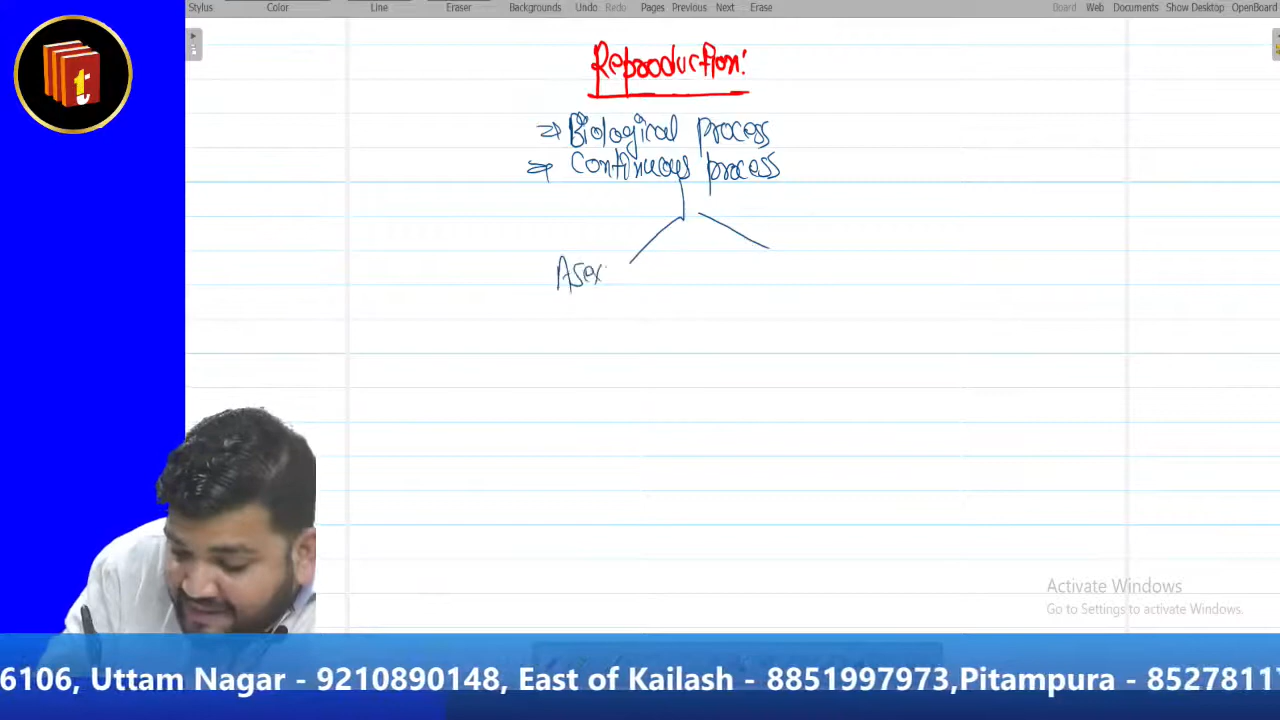 Stylus Color Line Eraser Backgrounds Undo Redo Pages Previous Next Erase Board Web Documents Show Desktop OpenBoard
t
Reproduction:
⇒ Biological process
⇒ Continuous process
Asex
Activate Windows
Go to Settings to activate Windows.
6106, Uttam Nagar - 9210890148, East of Kailash - 8851997973,Pitampura - 8527811